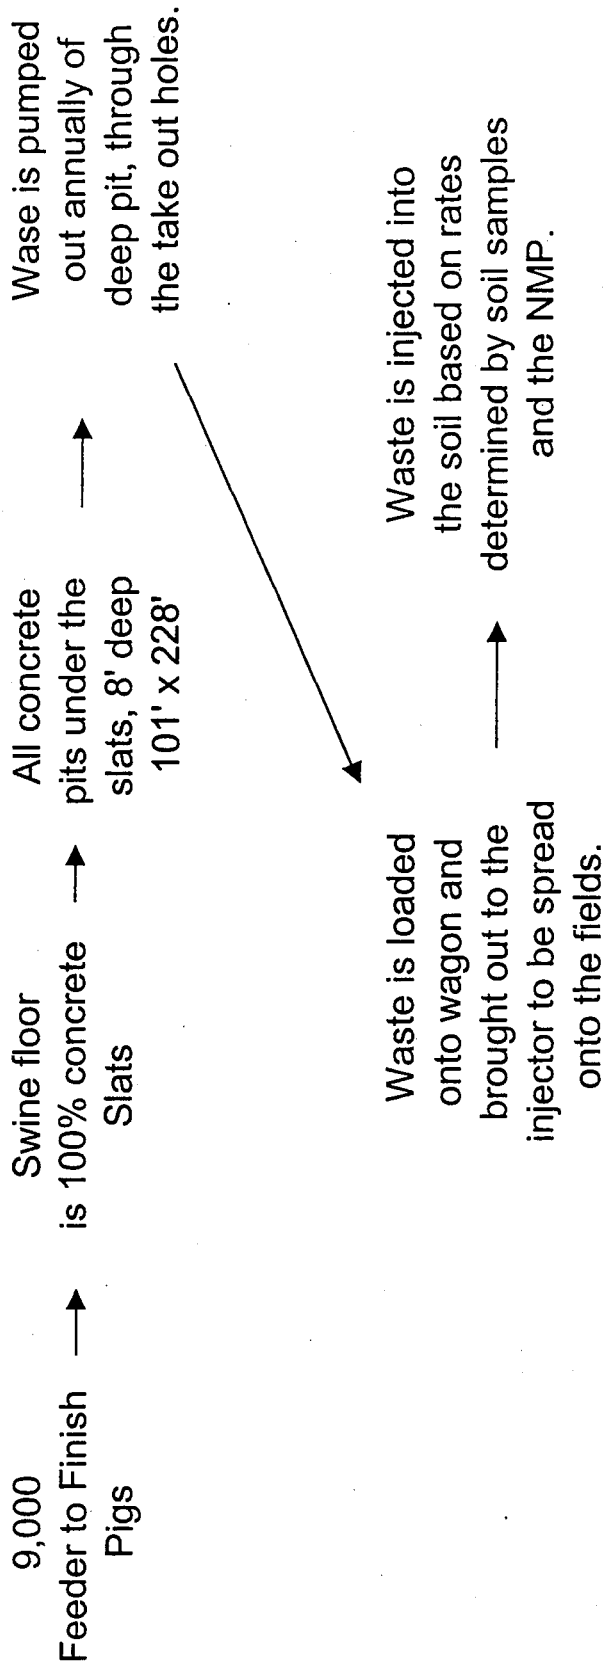 9,000
Feeder to Finish
Pigs
Swine floor
is 100% concrete
Slats
All concrete
pits under the
slats, 8' deep
101' x 228'
Wase is pumped
out annually of
deep pit, through
the take out holes.
Waste is loaded
onto wagon and
brought out to the
injector to be spread
onto the fields.
Waste is injected into
the soil based on rates
determined by soil samples
and the NMP.